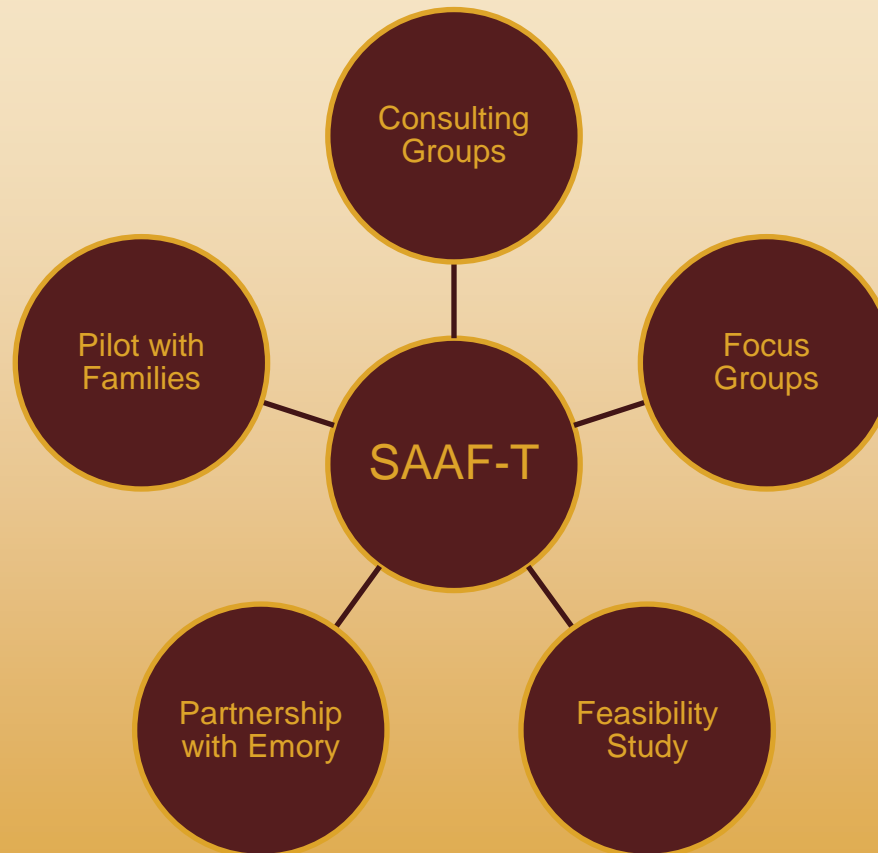 Consulting
Groups
Pilot with
Families
Focus
Groups
SAAF-T
Partnership
with Emory
Feasibility
Study